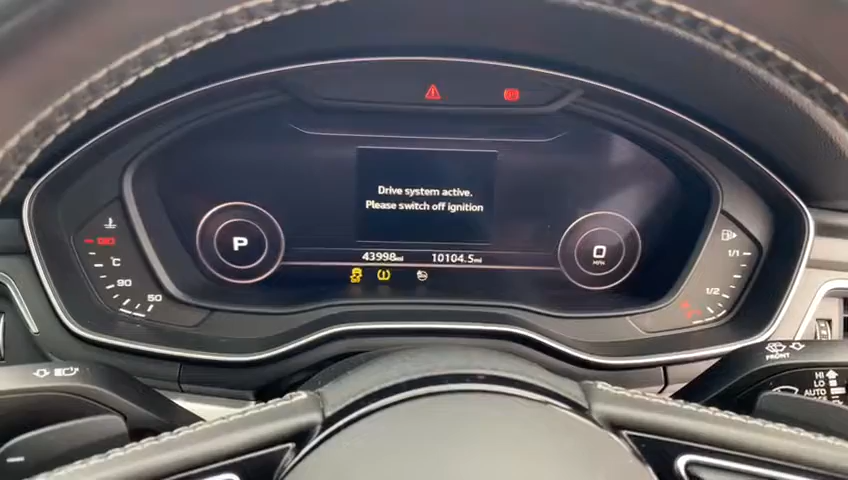 Drive system active.
Please switch off ignition
P
0
MPH
43998mi
10104.5mi
OFF
°C
90
50
1/1
1/2
FRONT
HI
LO
AUTO